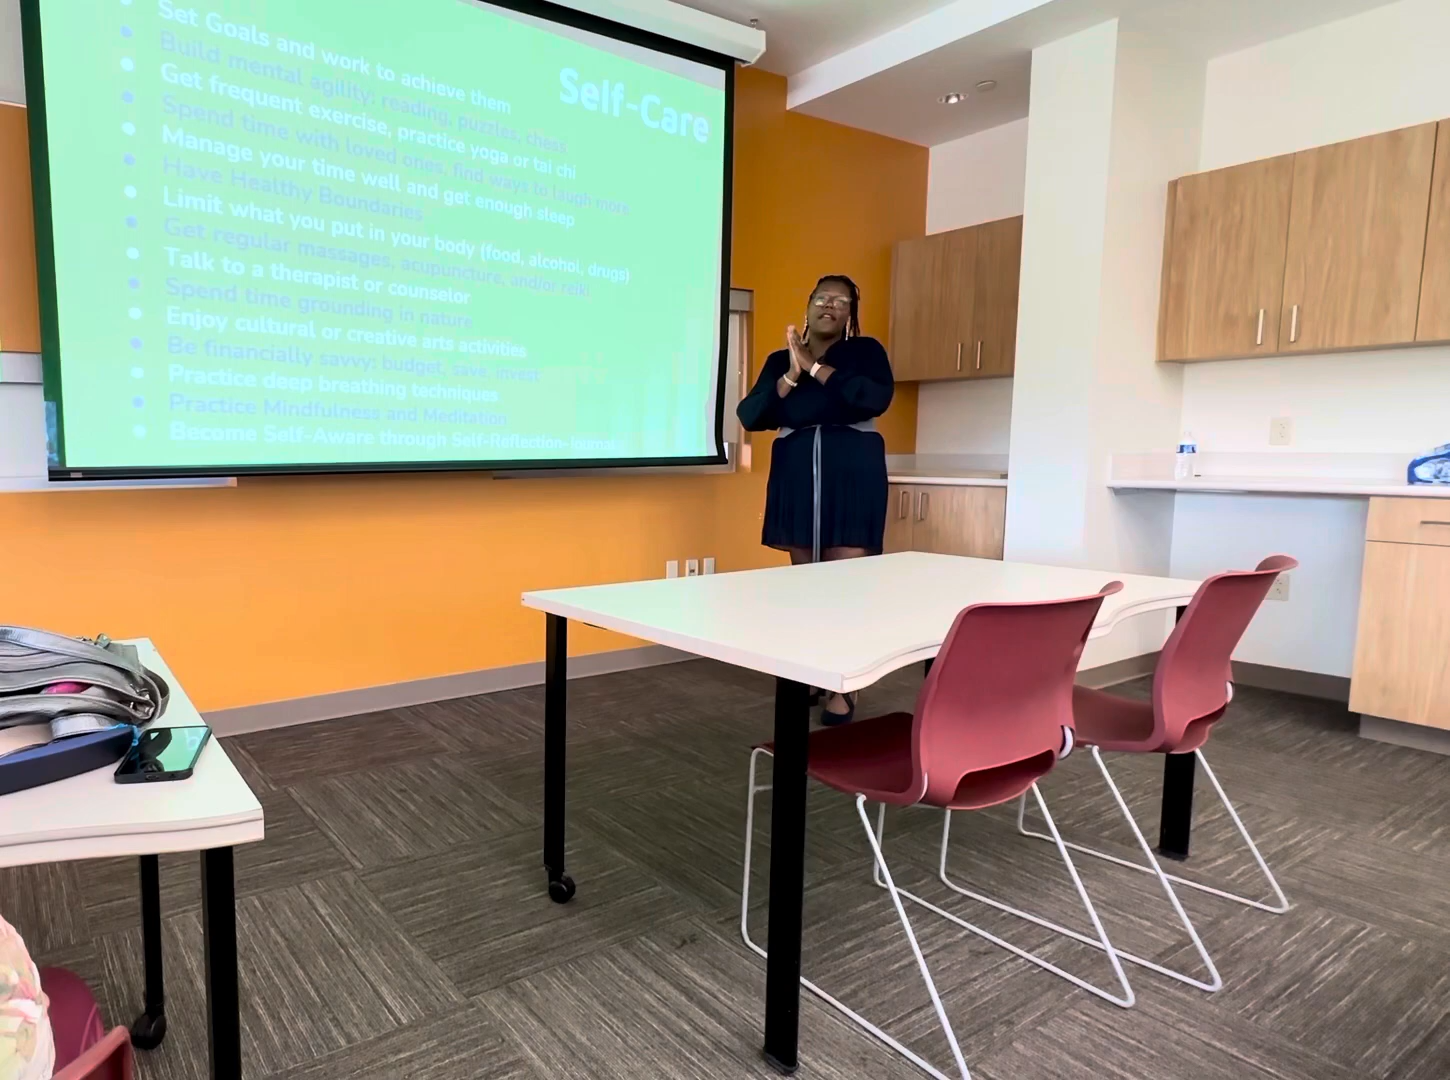 Self-Care
Set Goals and work to achieve them
Build mental agility: reading, puzzles, chess
Get frequent exercise, practice yoga or tai chi
Spend time with loved ones, find ways to laugh more
Manage your time well and get enough sleep
Have Healthy Boundaries
Limit what you put in your body (food, alcohol, drugs)
Get regular massages, acupuncture, and/or reiki
Talk to a therapist or counselor
Spend time grounding in nature
Enjoy cultural or creative arts activities
Be financially savvy: budget, save, invest
Practice deep breathing techniques
Practice Mindfulness and Meditation
Become Self-Aware through Self-Reflection-